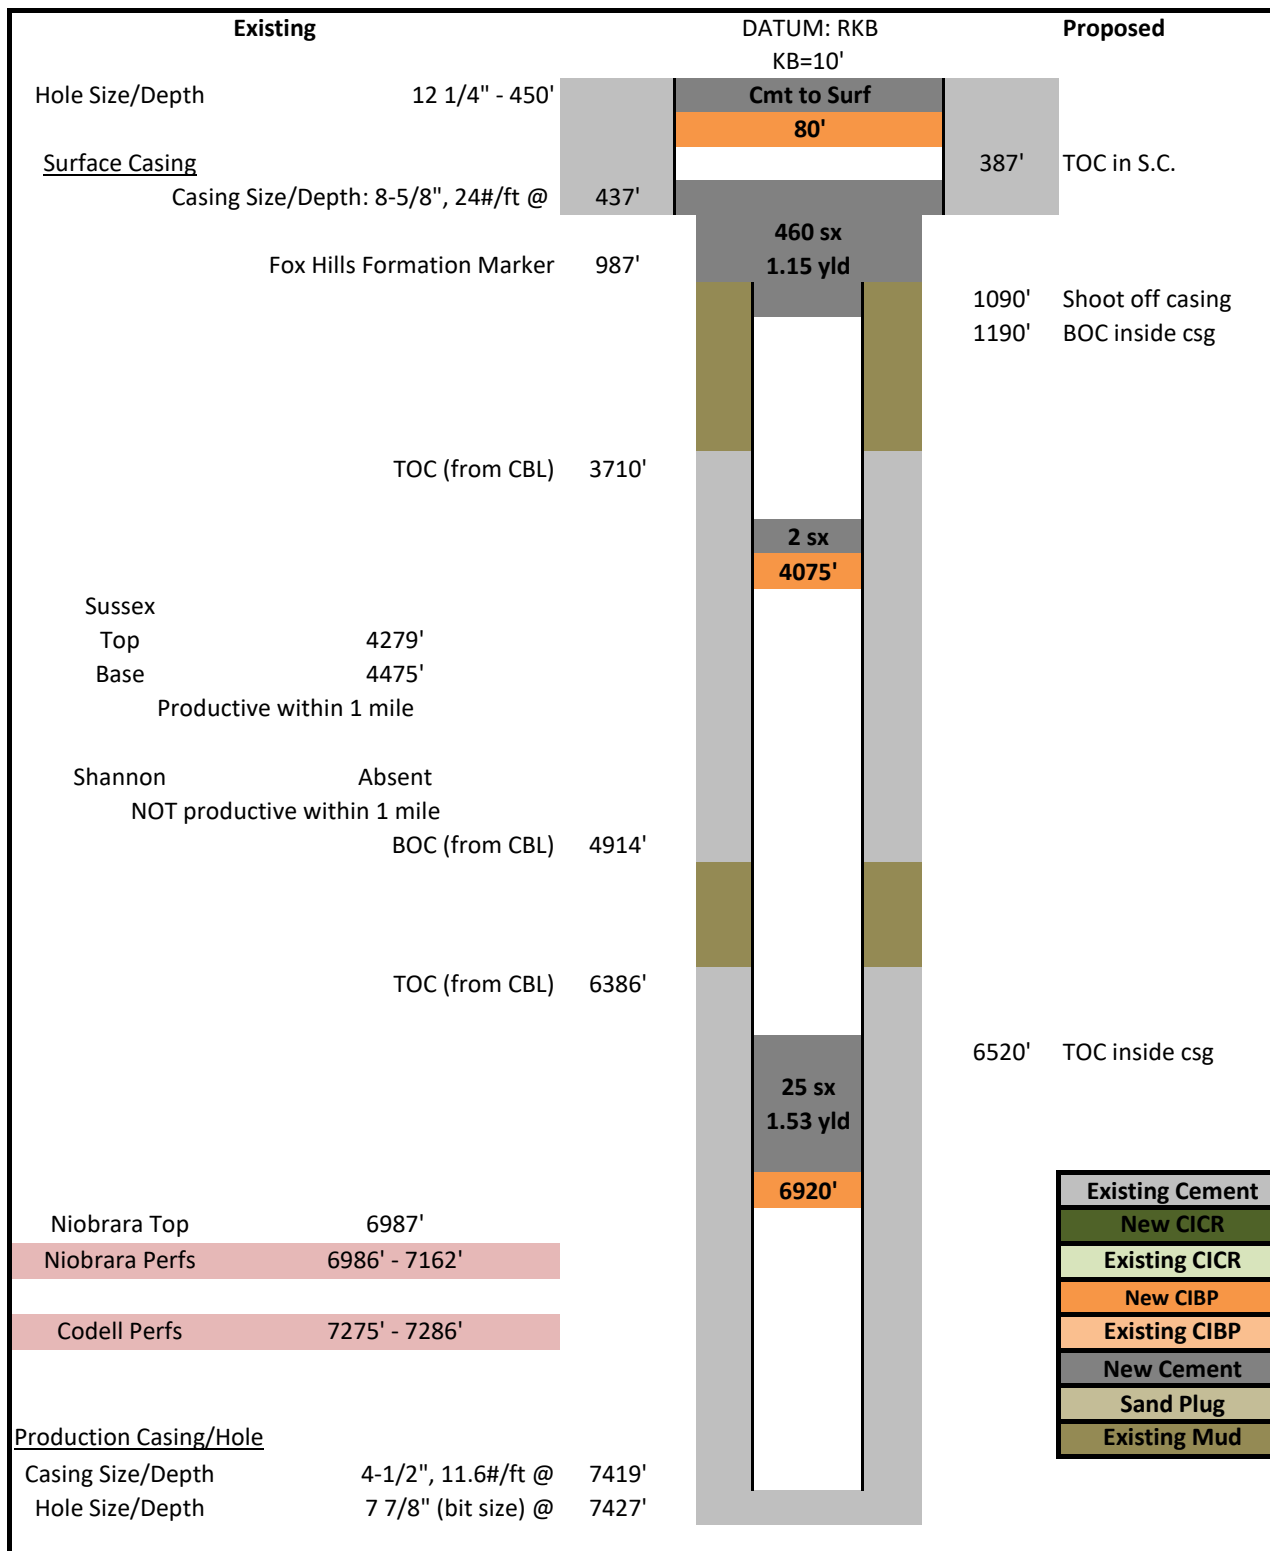 Existing DATUM: RKB Proposed
KB=10'
Hole Size/Depth 12 1/4" - 450' Cmt to Surf
80'
Surface Casing 387' TOC in S.C.
Casing Size/Depth: 8-5/8", 24#/ft @ 437'
460 sx
Fox Hills Formation Marker 987' 1.15 yld
1090' Shoot off casing
1190' BOC inside csg
TOC (from CBL) 3710'
2 sx
4075'
Sussex
Top 4279'
Base 4475'
Productive within 1 mile
Shannon Absent
NOT productive within 1 mile
BOC (from CBL) 4914'
TOC (from CBL) 6386'
6520' TOC inside csg
25 sx
1.53 yld
6920' Existing Cement
Niobrara Top 6987' New CICR
Niobrara Perfs 6986' - 7162' Existing CICR
New CIBP
Codell Perfs 7275' - 7286' Existing CIBP
New Cement
Sand Plug
Production Casing/Hole Existing Mud
Casing Size/Depth 4-1/2", 11.6#/ft @ 7419'
Hole Size/Depth 7 7/8" (bit size) @ 7427'